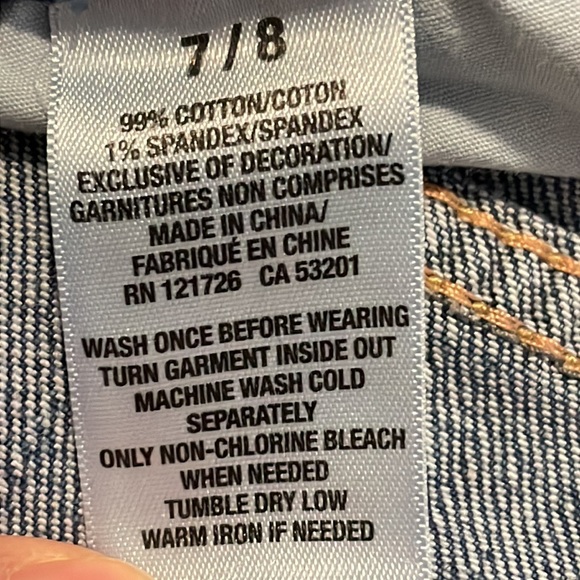 7/8
99% COTTON/COTON
1% SPANDEX/SPANDEX
EXCLUSIVE OF DECORATION/
GARNITURES NON COMPRISES
MADE IN CHINA/
FABRIQUÉ EN CHINE
RN 121726 CA 53201
WASH ONCE BEFORE WEARING
TURN GARMENT INSIDE OUT
MACHINE WASH COLD
SEPARATELY
ONLY NON-CHLORINE BLEACH
WHEN NEEDED
TUMBLE DRY LOW
WARM IRON IF NEEDED